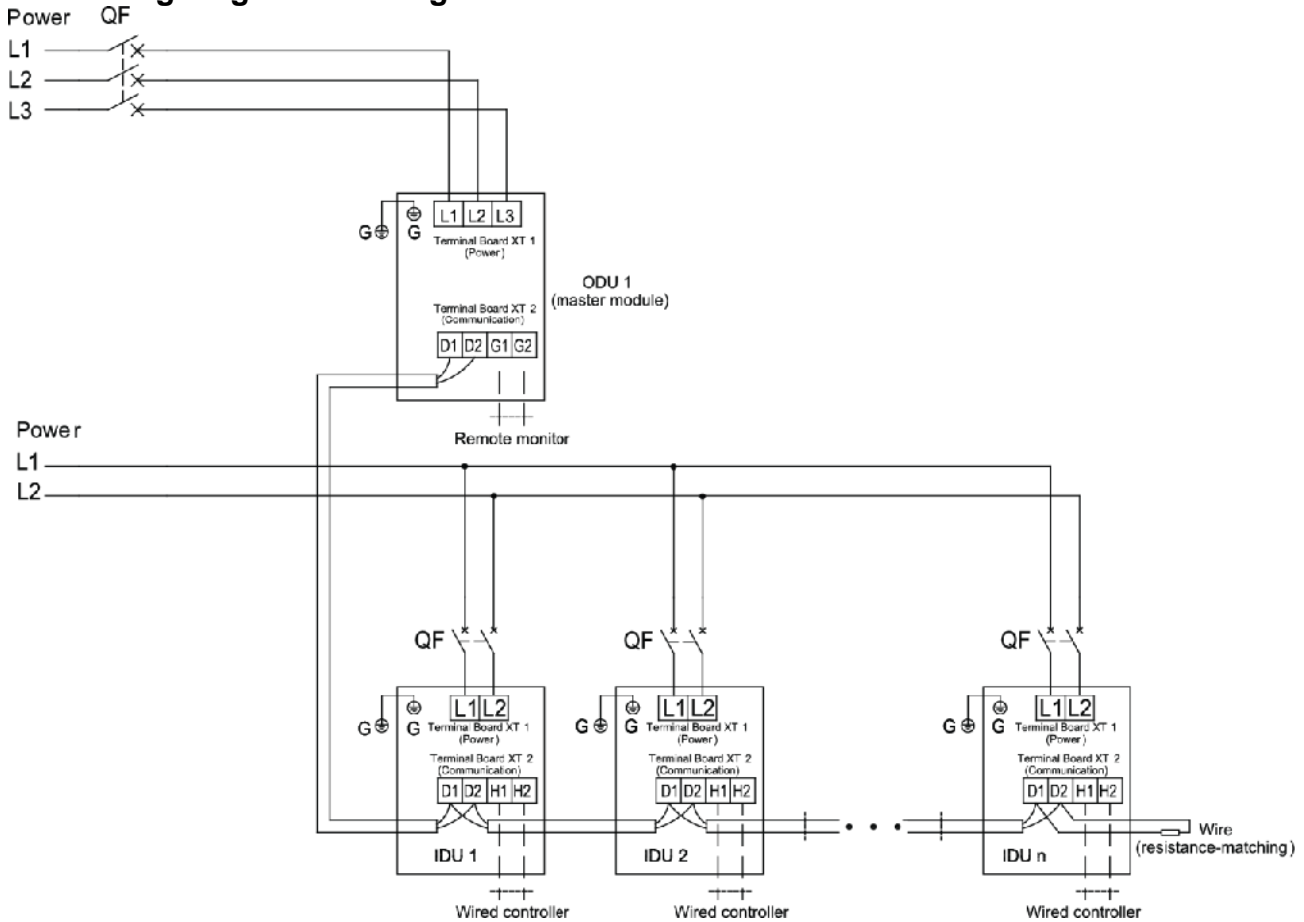 Power QF
L1
L2
L3
L1 L2 L3
G G
Terminal Board XT 1
(Power)
ODU 1
(master module)
Terminal Board XT 2
(Communication)
D1 D2 G1 G2
Remote monitor
Power
L1
L2
QF QF QF
L1 L2 L1 L2 L1 L2
G G G G G G
Terminal Board XT 1 Terminal Board XT 1 Terminal Board XT 1
(Power) (Power) (Power)
Terminal Board XT 2 Terminal Board XT 2 Terminal Board XT 2
(Communication) (Communication) (Communication)
D1 D2 H1 H2 D1 D2 H1 H2 D1 D2 H1 H2
Wire
(resistance-matching)
IDU 1 IDU 2 IDU n
Wired controller Wired controller Wired controller